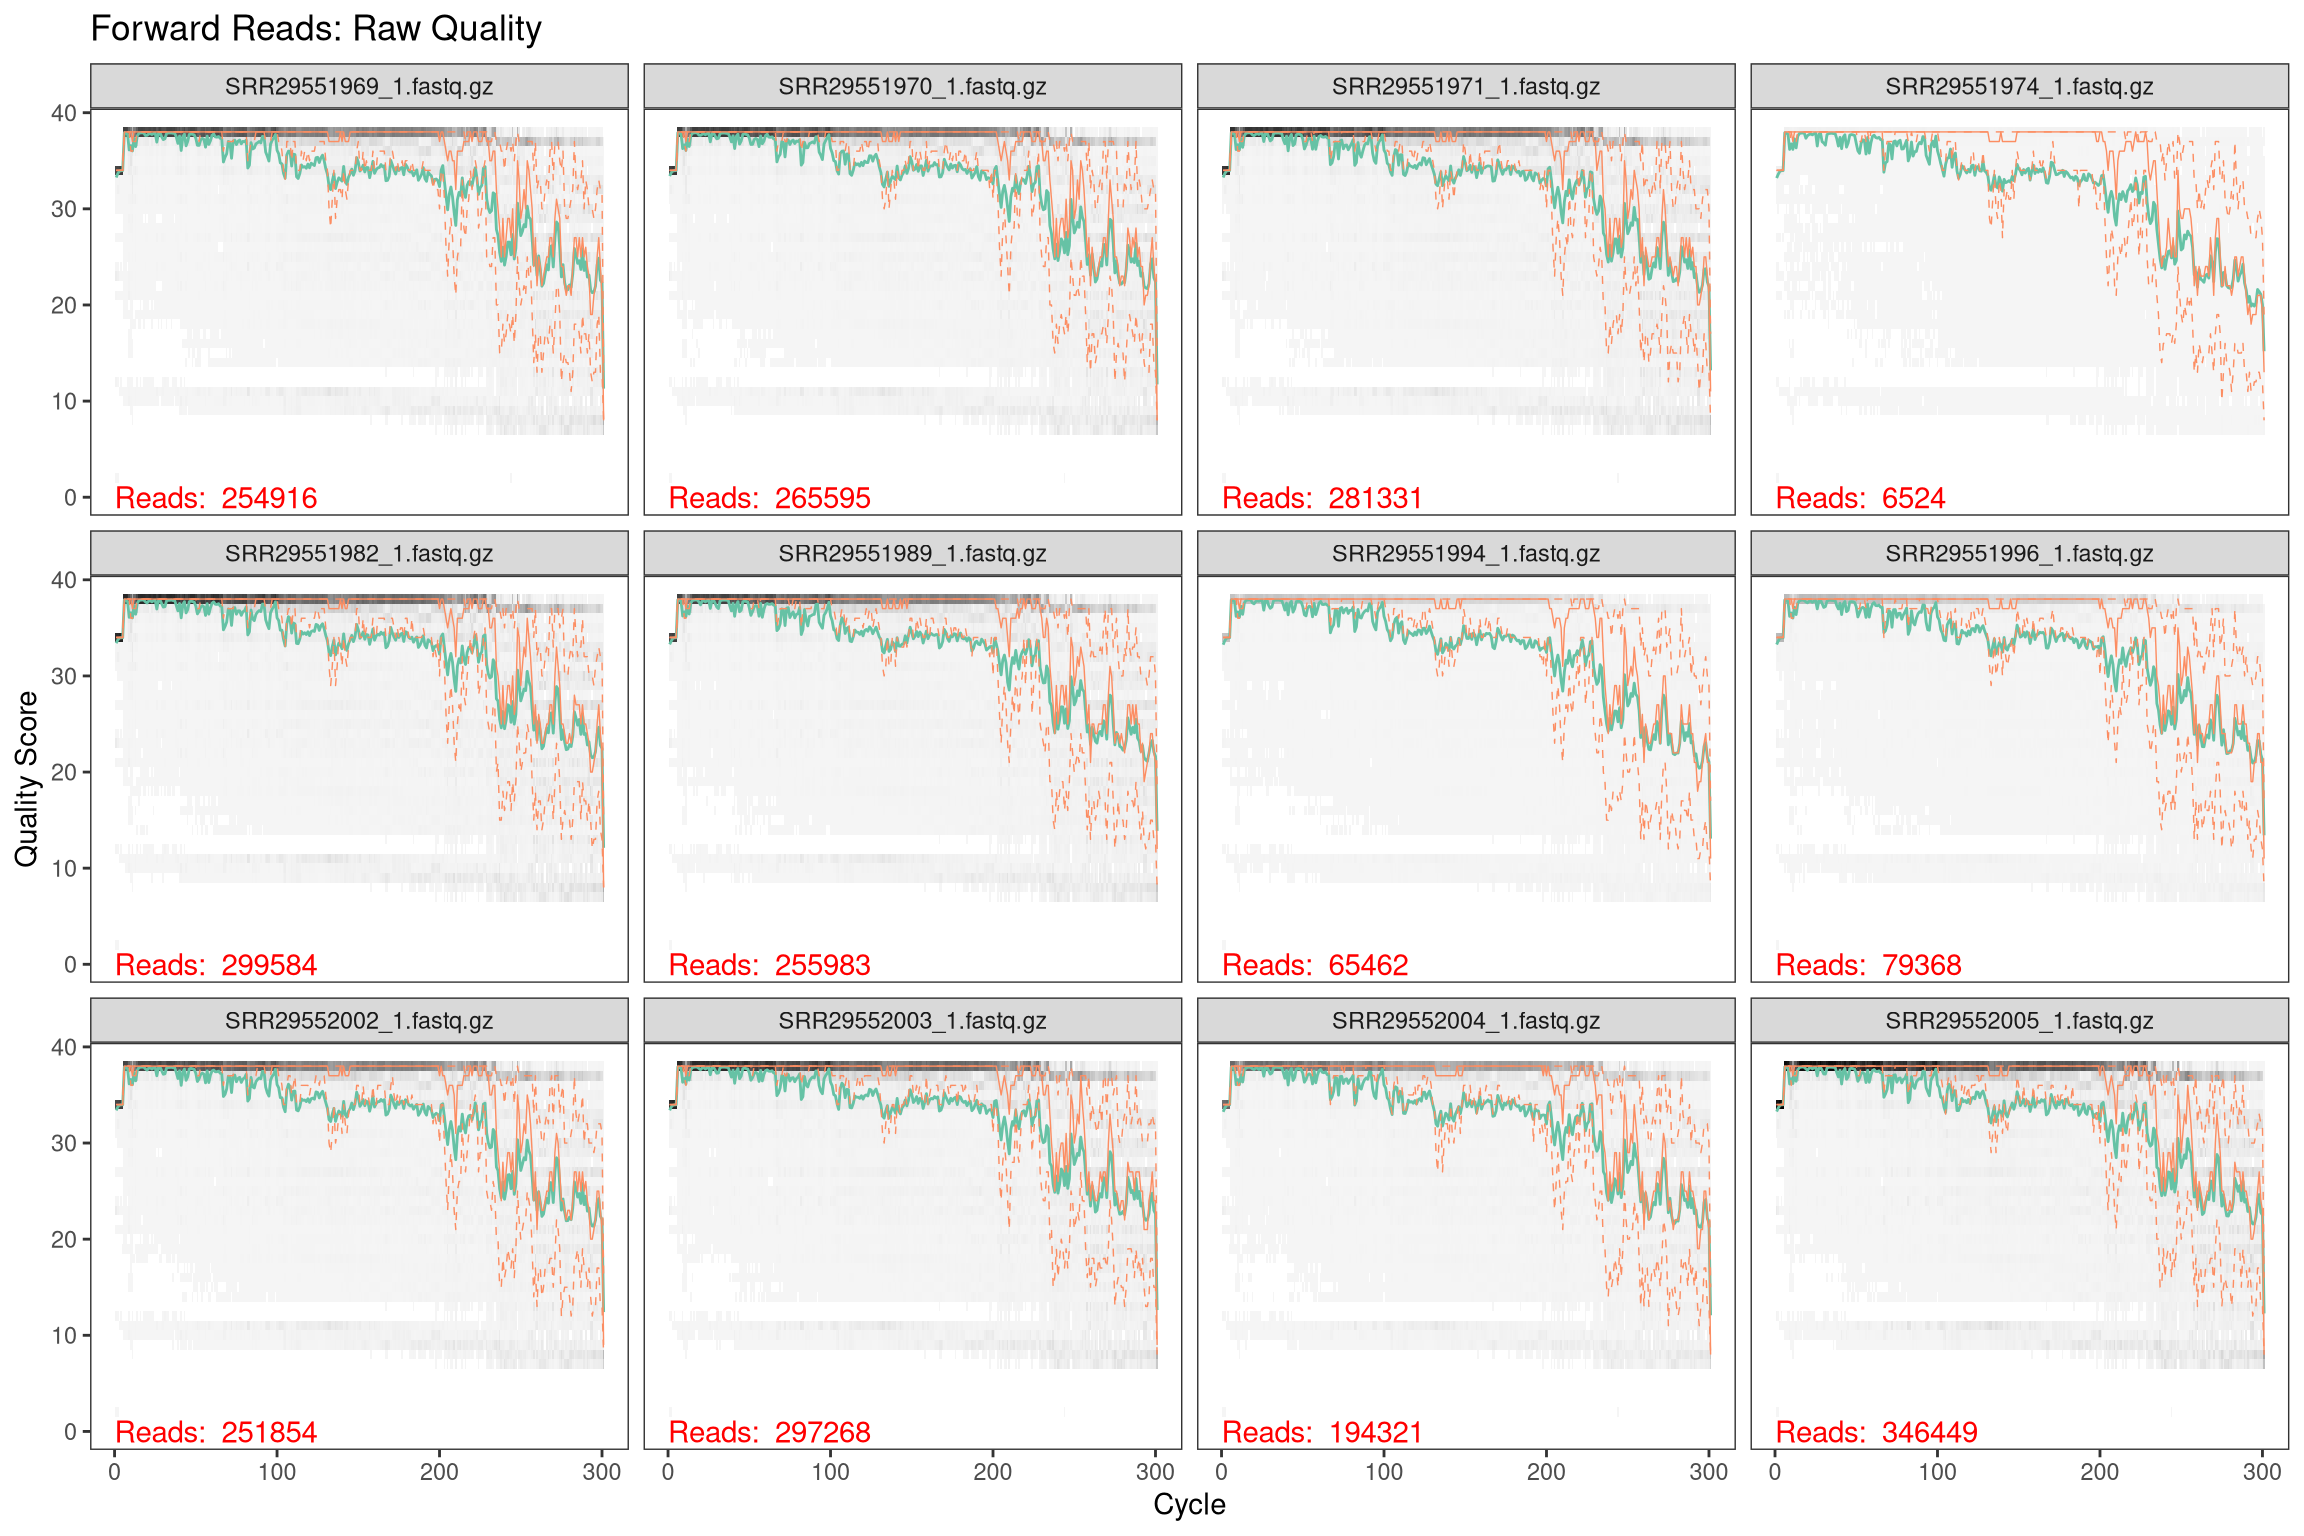 Forward Reads: Raw Quality
SRR29551969_1.fastq.gz SRR29551970_1.fastq.gz SRR29551971_1.fastq.gz SRR29551974_1.fastq.gz
40
30
20
10
0
Reads: 254916 Reads: 265595 Reads: 281331 Reads: 6524
SRR29551982_1.fastq.gz SRR29551989_1.fastq.gz SRR29551994_1.fastq.gz SRR29551996_1.fastq.gz
40
30
20
10
0
Quality Score
Reads: 299584 Reads: 255983 Reads: 65462 Reads: 79368
SRR29552002_1.fastq.gz SRR29552003_1.fastq.gz SRR29552004_1.fastq.gz SRR29552005_1.fastq.gz
40
30
20
10
0
Reads: 251854 Reads: 297268 Reads: 194321 Reads: 346449
0 100 200 300 0 100 200 300 0 100 200 300 0 100 200 300
Cycle